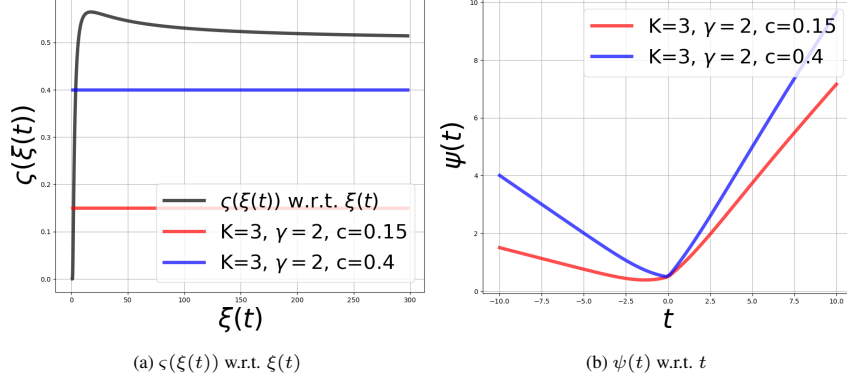 0.5
0.4
0.3
0.2
0.1
0.0
ς(ξ(t))
ς(ξ(t)) w.r.t. ξ(t)
K=3, γ = 2, c=0.15
K=3, γ = 2, c=0.4
0 50 100 150 200 250 300
ξ(t)
(a) ς(ξ(t)) w.r.t. ξ(t)
10
8
6
4
2
0
ψ(t)
K=3, γ = 2, c=0.15
K=3, γ = 2, c=0.4
−10.0 −7.5 −5.0 −2.5 0.0 2.5 5.0 7.5 10.0
t
(b) ψ(t) w.r.t. t